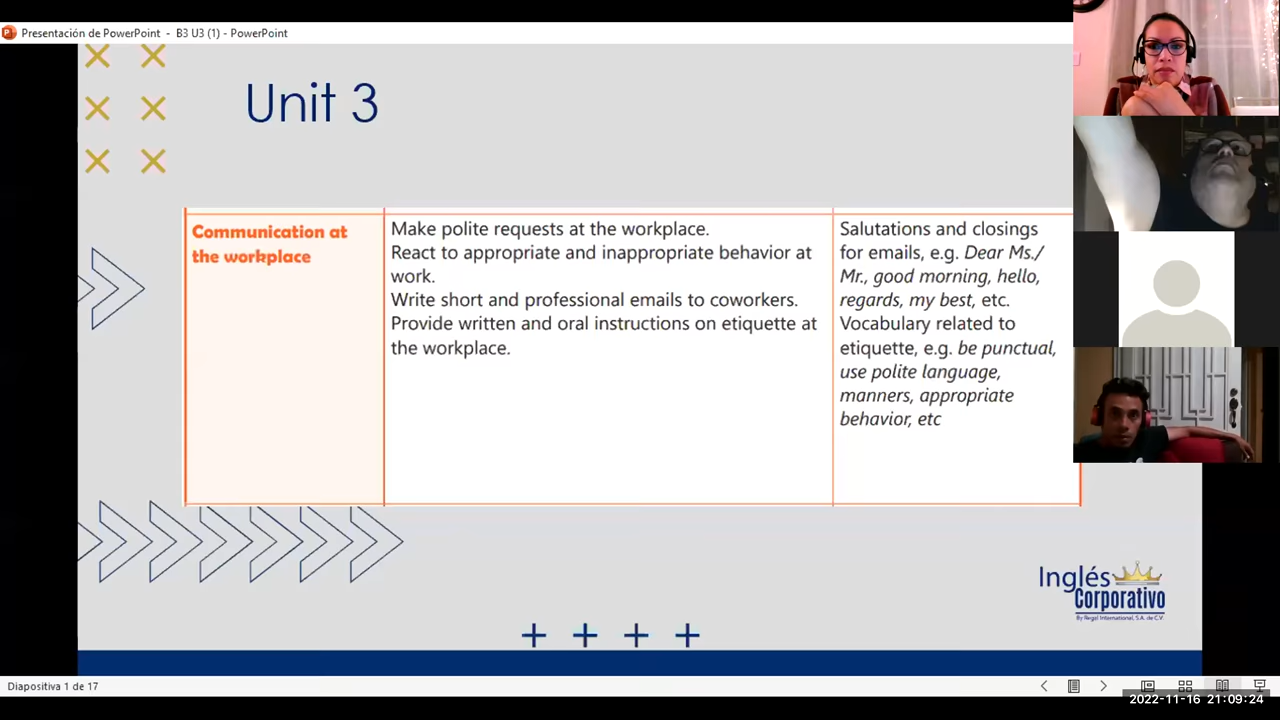 Presentación de PowerPoint - B3 U3 (1) - PowerPoint
Unit 3
Communication at
the workplace
Make polite requests at the workplace.
React to appropriate and inappropriate behavior at
work.
Write short and professional emails to coworkers.
Provide written and oral instructions on etiquette at
the workplace.
Salutations and closings
for emails, e.g. Dear Ms./
Mr., good morning, hello,
regards, my best, etc.
Vocabulary related to
etiquette, e.g. be punctual,
use polite language,
manners, appropriate
behavior, etc
Inglés
Corporativo
By Regal International, S.A. de C.V.
Diapositiva 1 de 17
2022-11-16 21:09:24